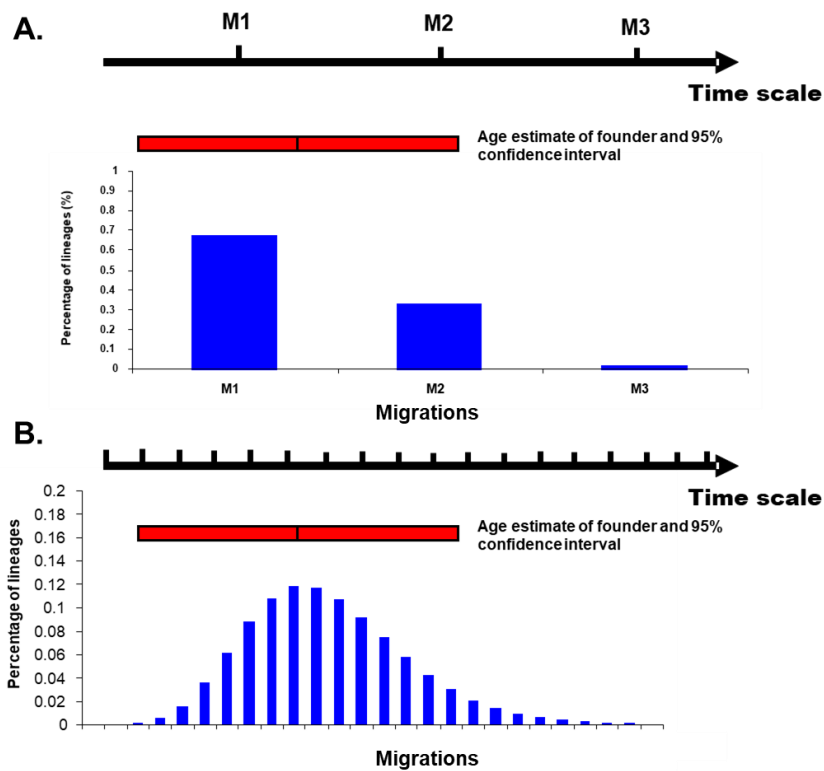 A.
M1 M2 M3
Time scale
Age estimate of founder and 95%
confidence interval
Percentage of lineages (%)
1
0.9
0.8
0.7
0.6
0.5
0.4
0.3
0.2
0.1
0
M1 M2 M3
Migrations
B.
Time scale
Age estimate of founder and 95%
confidence interval
Percentage of lineages
0.2
0.18
0.16
0.14
0.12
0.1
0.08
0.06
0.04
0.02
0
Migrations